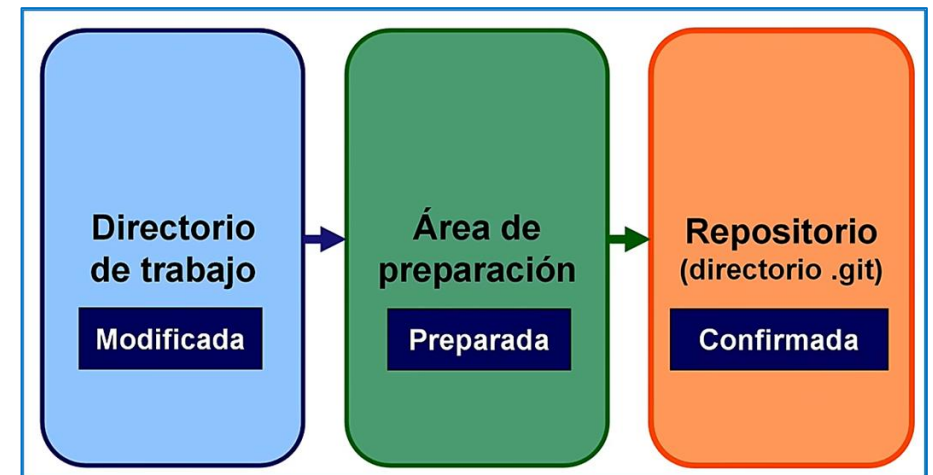 Directorio
de trabajo
Modificada
Área de
preparación
Preparada
Repositorio
(directorio .git)
Confirmada